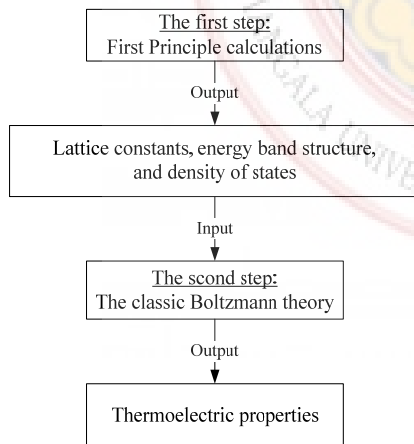 The first step:
First Principle calculations
Output
Lattice constants, energy band structure,
and density of states
Input
The second step:
The classic Boltzmann theory
Output
Thermoelectric properties